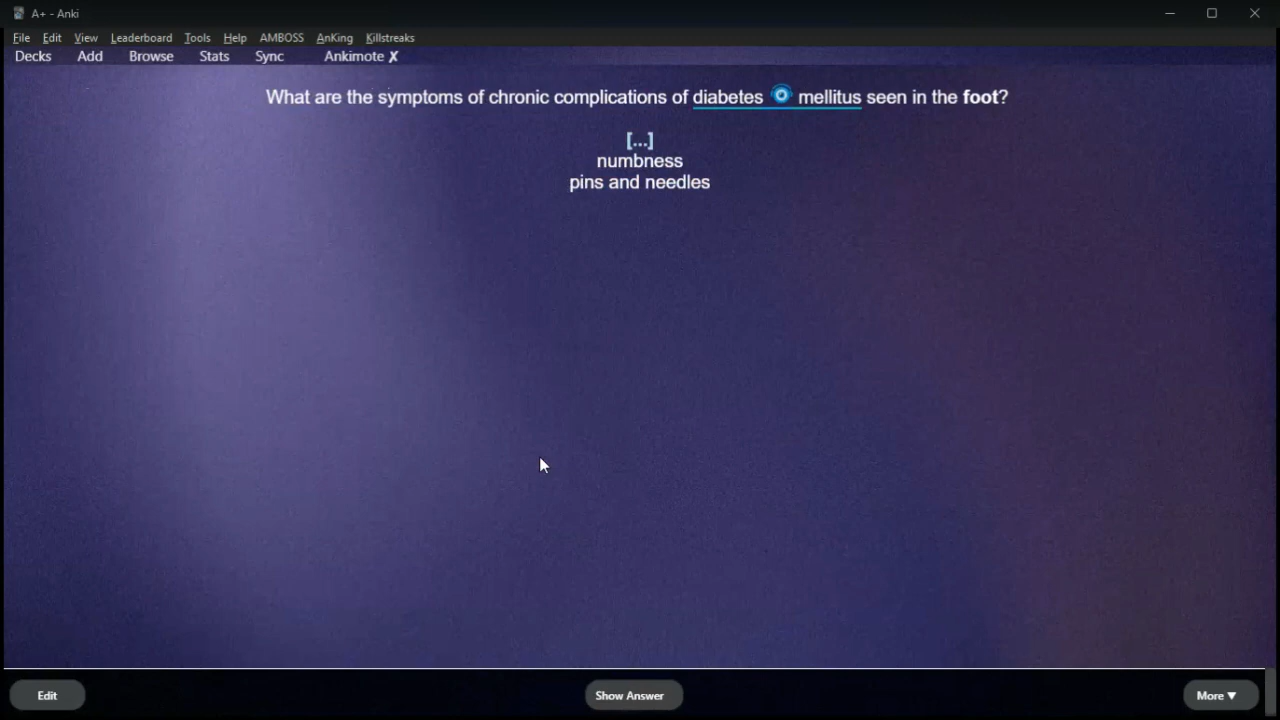 A+ - Anki
File Edit View Leaderboard Tools Help AMBOSS AnKing Killstreaks
Decks Add Browse Stats Sync Ankimote ✗
What are the symptoms of chronic complications of diabetes mellitus seen in the foot?
[...]
numbness
pins and needles
Edit Show Answer More ▼